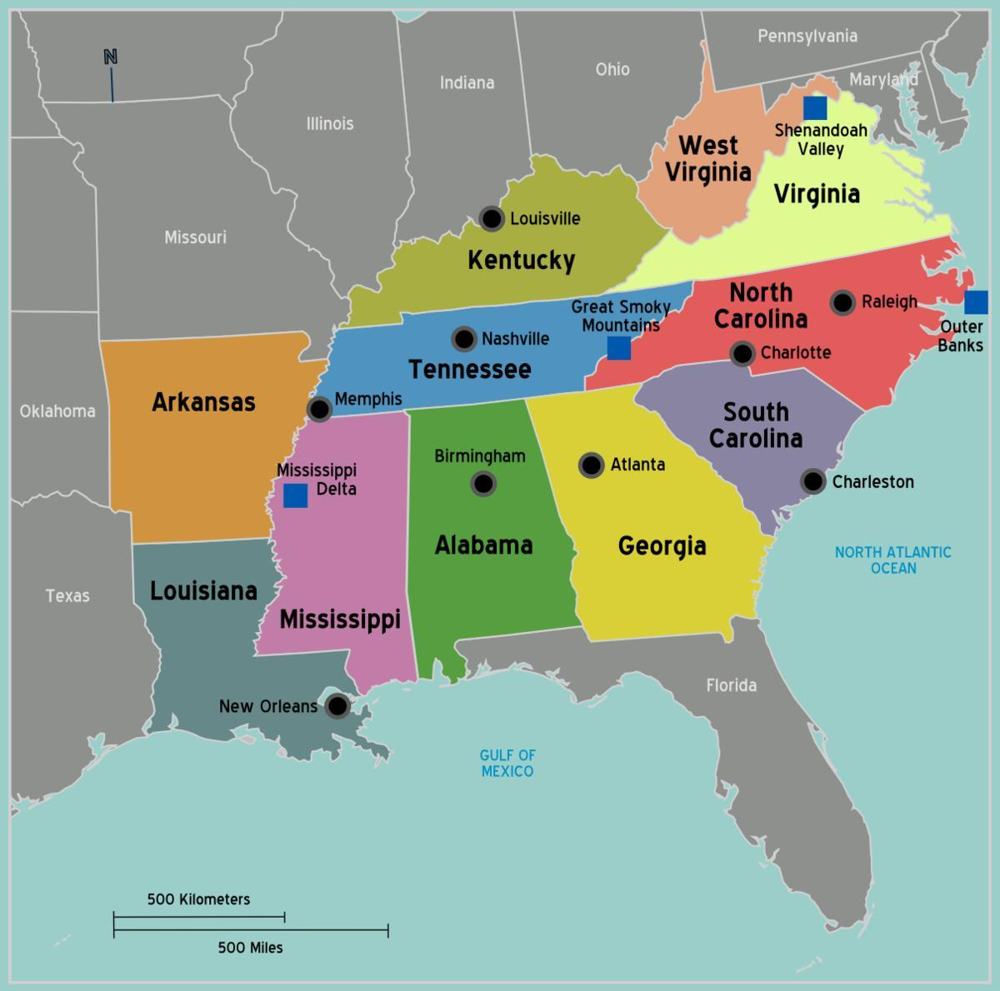 Pennsylvania
N
Ohio
Maryland
Indiana
Illinois
Shenandoah
Valley
West
Virginia
Virginia
Louisville
Missouri
Kentucky
North
Carolina
Raleigh
Great Smoky
Mountains
Outer
Banks
Nashville
Charlotte
Tennessee
Memphis
Arkansas
Oklahoma
South
Carolina
Birmingham
Atlanta
Mississippi
Delta
Charleston
Alabama
Georgia
NORTH ATLANTIC
OCEAN
Louisiana
Texas
Mississippi
Florida
New Orleans
GULF OF
MEXICO
500 Kilometers
500 Miles